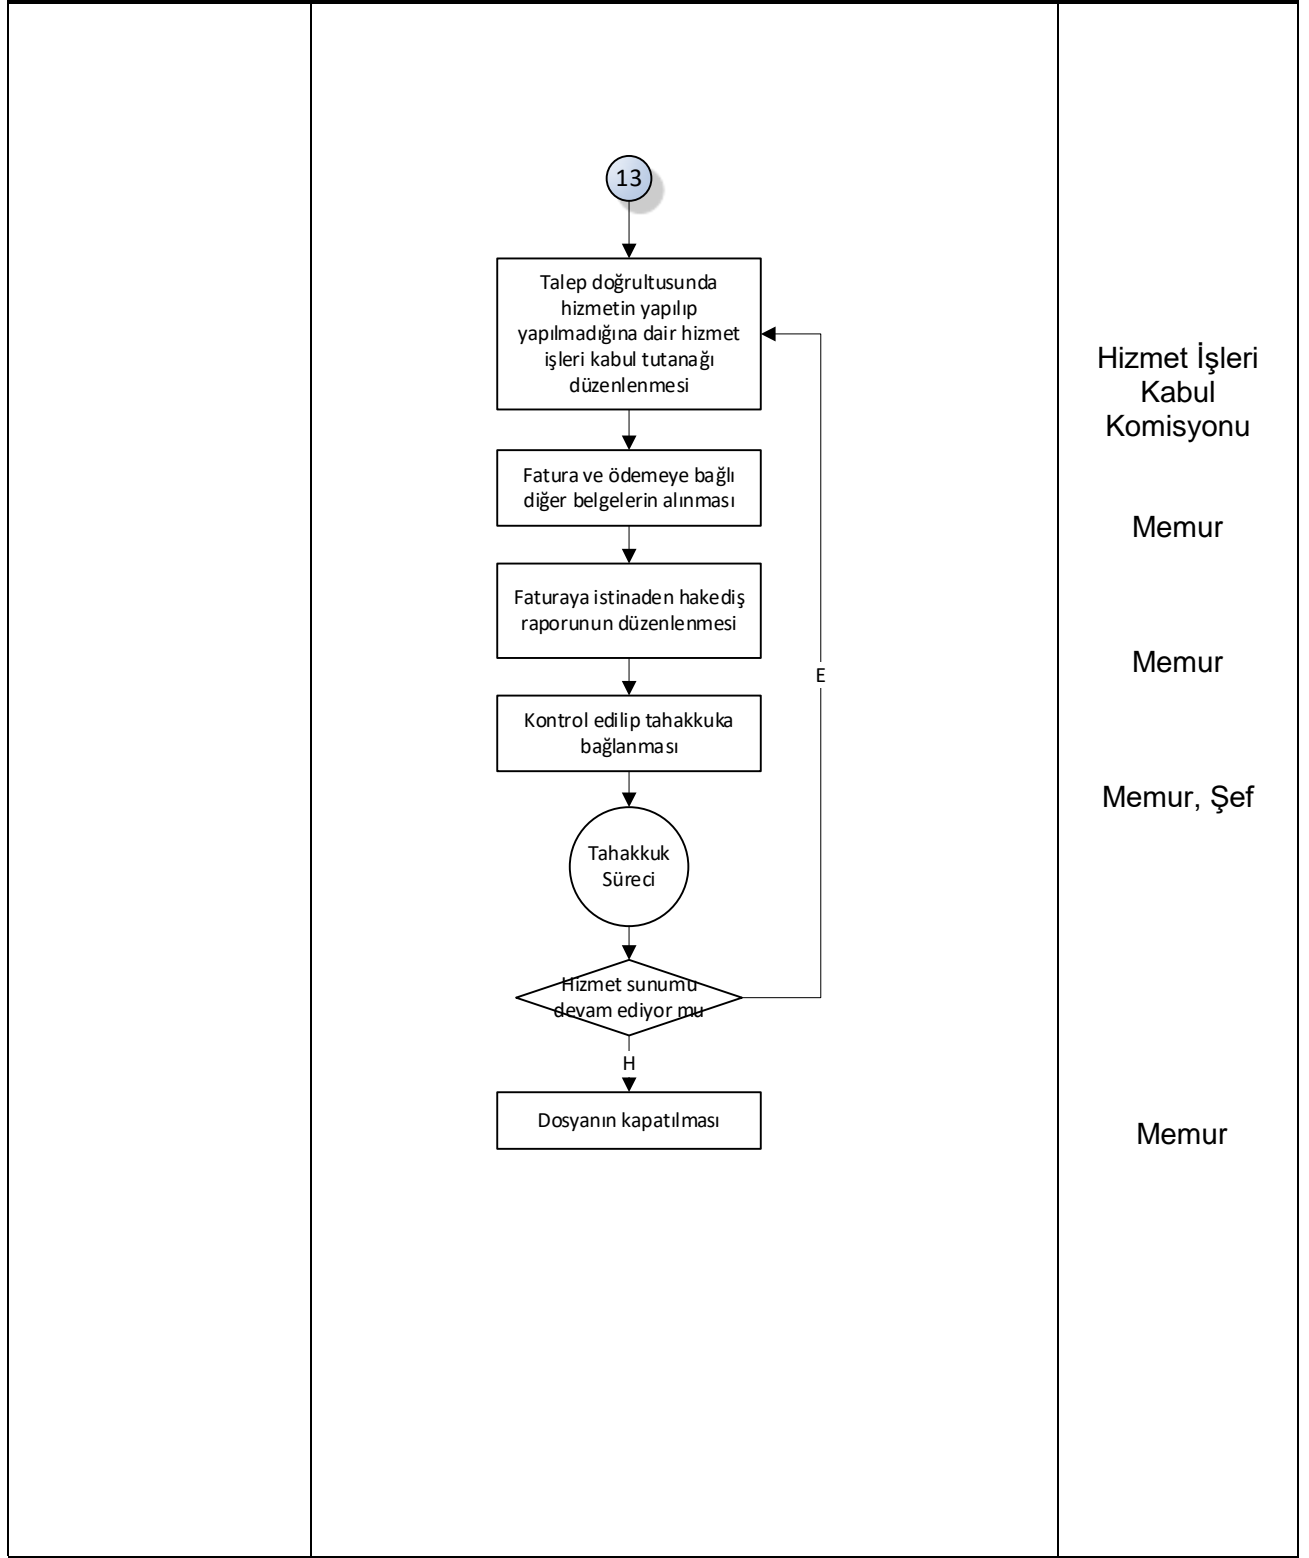 13
Talep doğrultusunda
hizmetin yapılıp
yapılmadığına dair hizmet
işleri kabul tutanağı
düzenlenmesi
Hizmet İşleri
Kabul
Komisyonu
Fatura ve ödemeye bağlı
diğer belgelerin alınması
Memur
Faturaya istinaden hakediş
raporunun düzenlenmesi
Memur
E
Kontrol edilip tahakkuka
bağlanması
Memur, Şef
Tahakkuk
Süreci
Hizmet sunumu
devam ediyor mu
H
Dosyanın kapatılması
Memur